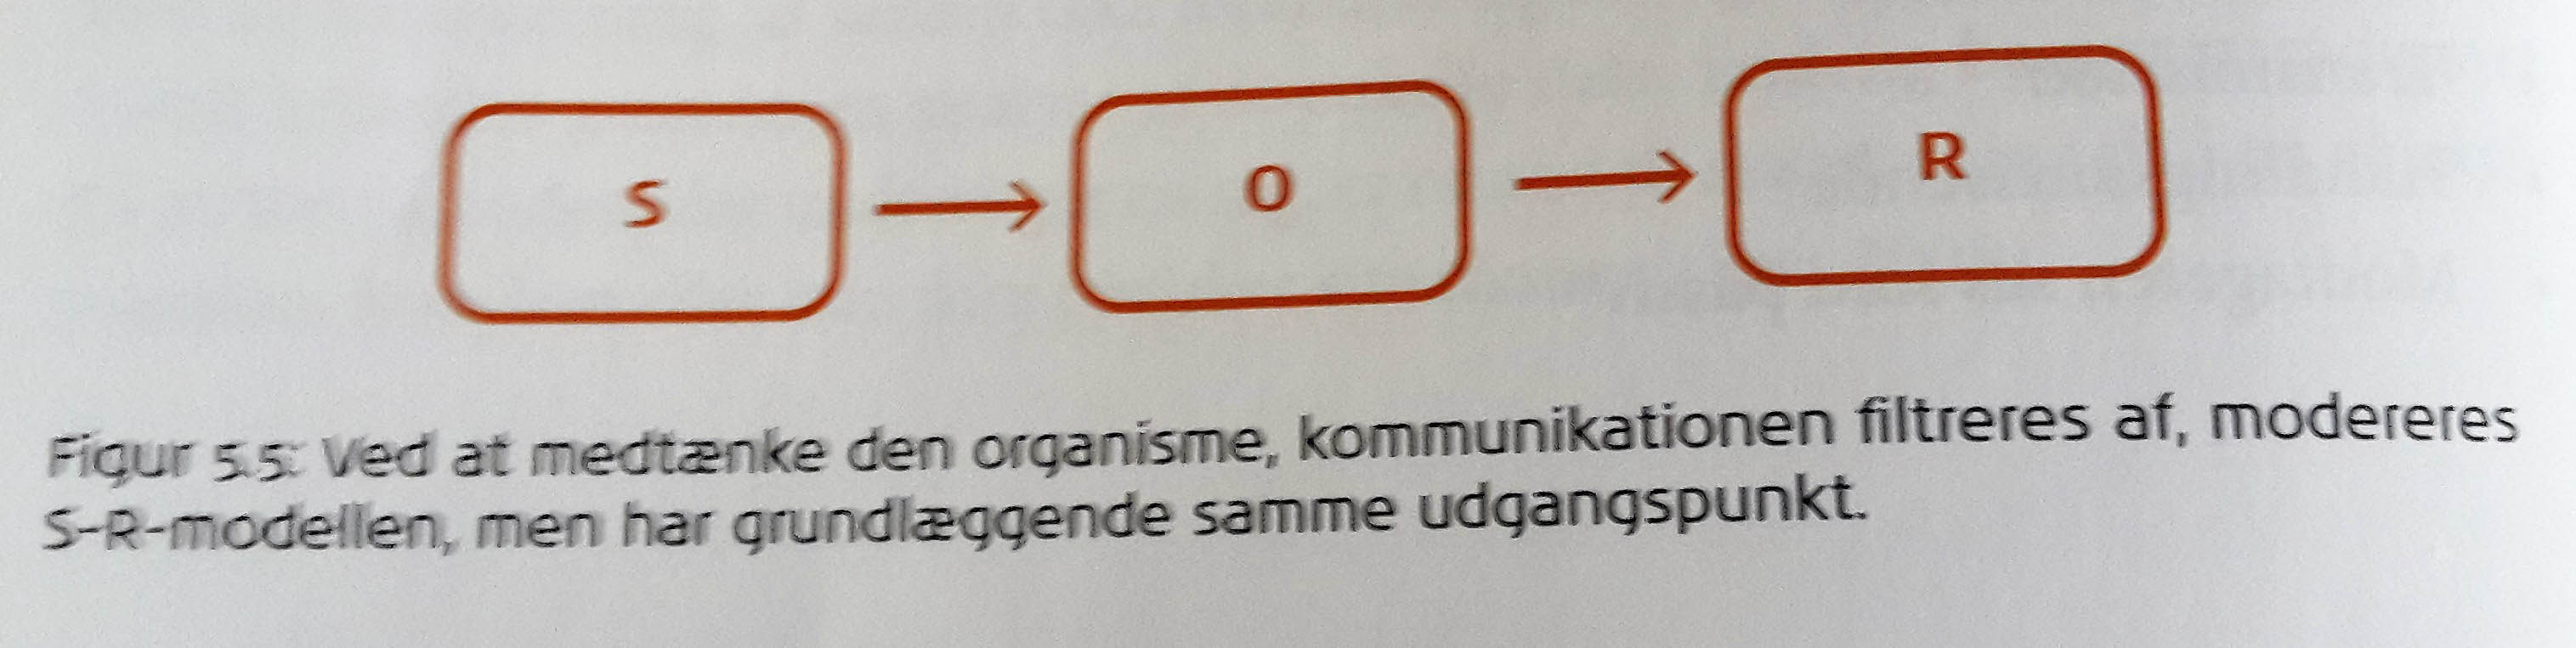 S
O
R
Figur 5.5: Ved at medtænke den organisme, kommunikationen filtreres af, modereres
S-R-modellen, men har grundlæggende samme udgangspunkt.